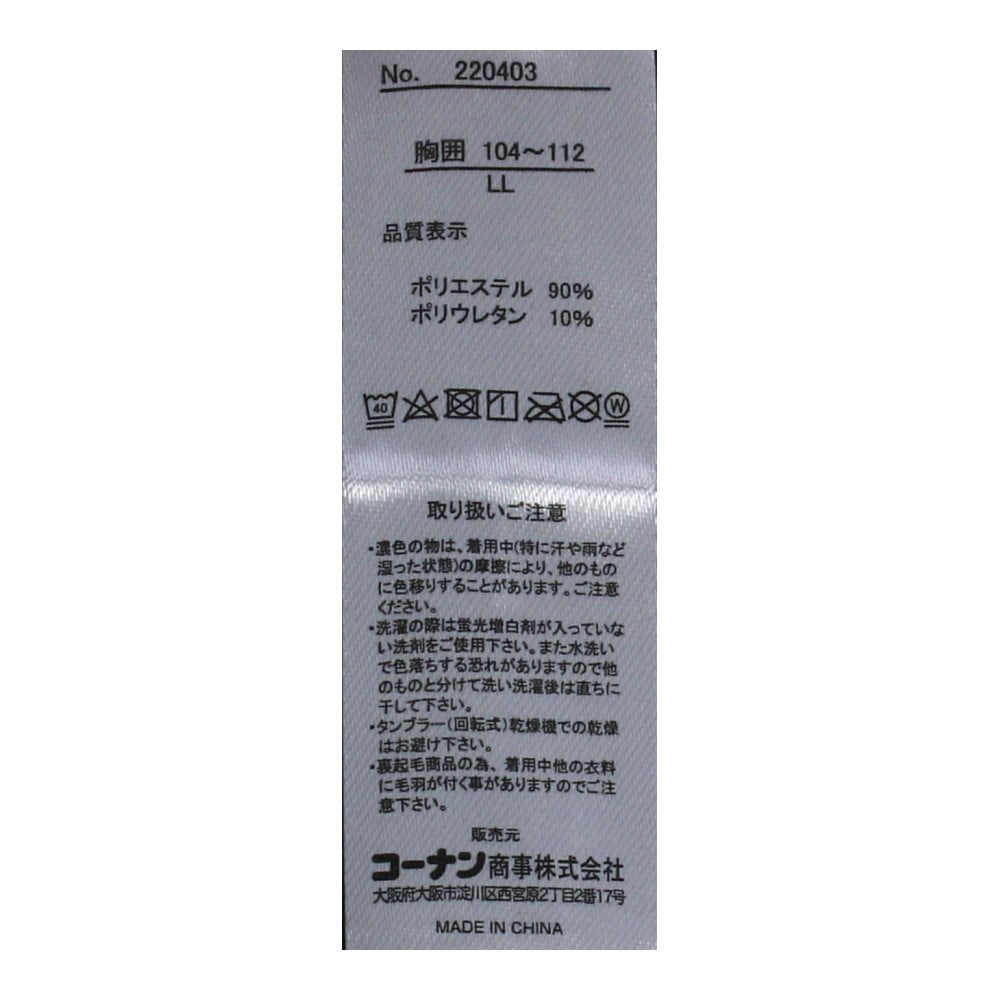 No. 220403
胸囲 104～112
LL
品質表示
ポリエステル 90%
ポリウレタン 10%
40 W
取り扱いご注意
・濃色の物は、着用中(特に汗や雨など
湿った状態)の摩擦により、他のもの
に色移りすることがあります。ご注意
ください。
・洗濯の際は蛍光増白剤が入っていな
い洗剤をご使用下さい。また水洗い
で色落ちする恐れがありますので他
のものと分けて洗い洗濯後は直ちに
干して下さい。
・タンブラー(回転式)乾燥機での乾燥
はお避け下さい。
・裏起毛商品の為、着用中他の衣料
に毛羽が付く事がありますのでご注
意下さい。
販売元
コーナン商事株式会社
大阪府大阪市淀川区西宮原2丁目2番17号
MADE IN CHINA